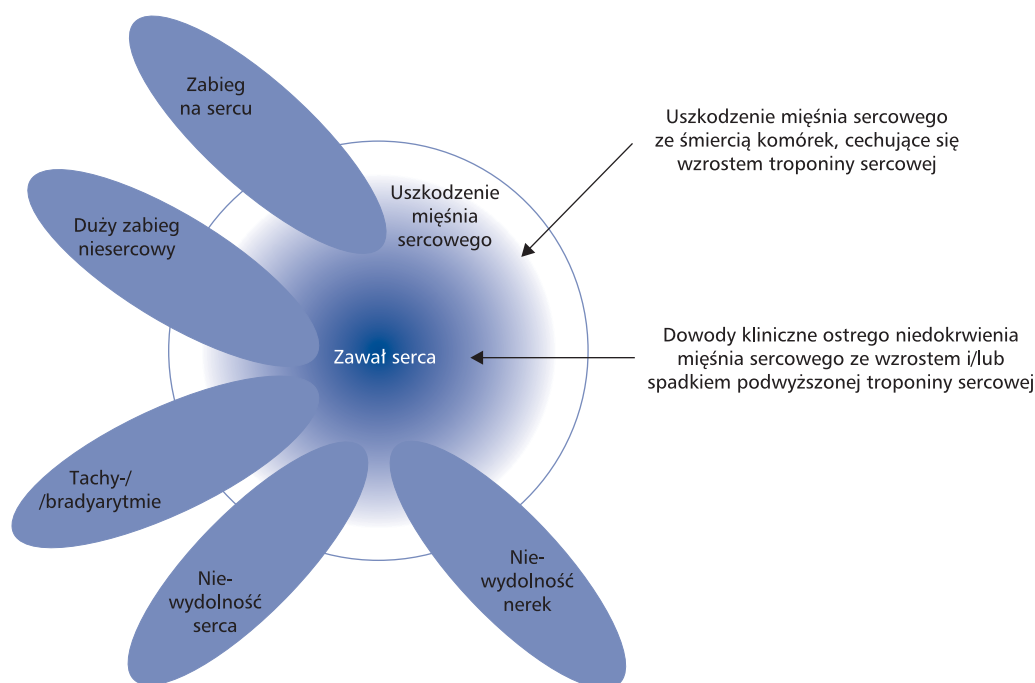 Zabieg
na sercu
Uszkodzenie mięśnia sercowego
ze śmiercią komórek, cechujące się
wzrostem troponiny sercowej
Uszkodzenie
mięśnia
sercowego
Duży zabieg
niesercowy
Zawał serca
Dowody kliniczne ostrego niedokrwienia
mięśnia sercowego ze wzrostem i/lub
spadkiem podwyższonej troponiny sercowej
Tachy-/
/bradyarytmie
Nie-
wydolność
serca
Nie-
wydolność
nerek